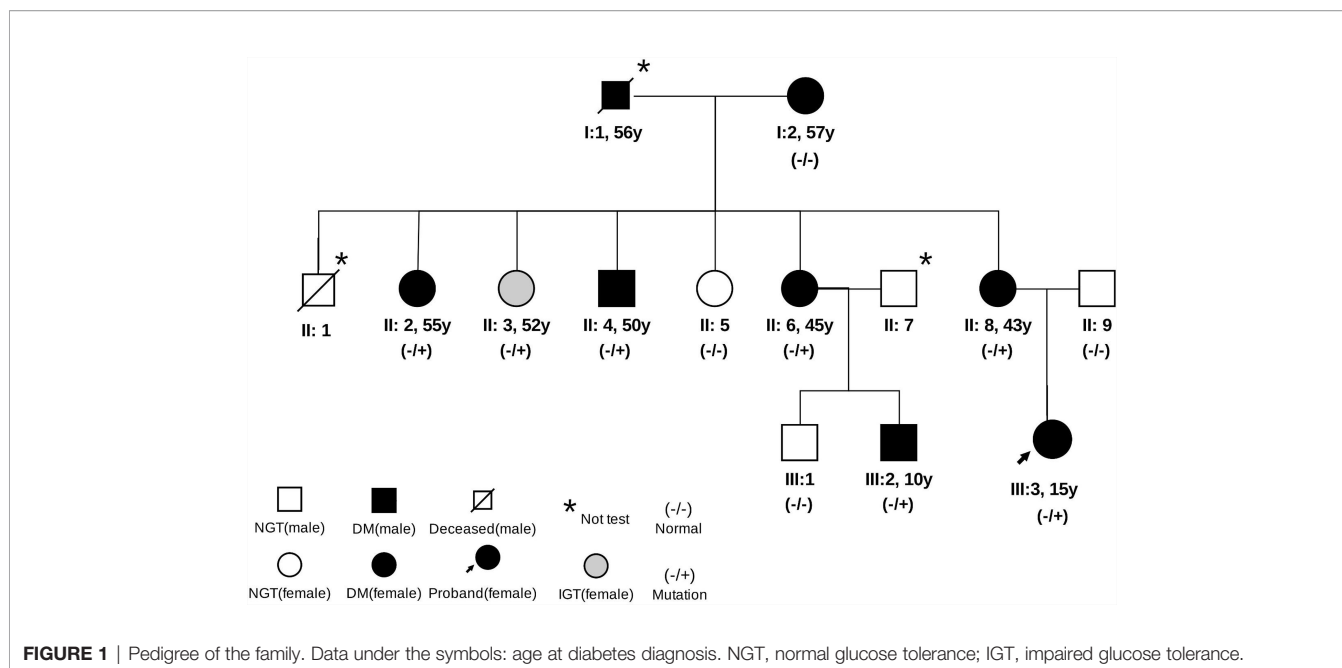 *
I:1, 56y I:2, 57y
(-/-)
* *
II: 1 II: 2, 55y II: 3, 52y II: 4, 50y II: 5 II: 6, 45y II: 7 II: 8, 43y II: 9
(-/+) (-/+) (-/+) (-/-) (-/+) (-/+) (-/-)
III:1 III:2, 10y III:3, 15y
(-/-) (-/+) (-/+)
NGT(male) DM(male) Deceased(male) * Not test (-/-) Normal
NGT(female) DM(female) Proband(female) IGT(female) (-/+) Mutation
FIGURE 1 | Pedigree of the family. Data under the symbols: age at diabetes diagnosis. NGT, normal glucose tolerance; IGT, impaired glucose tolerance.